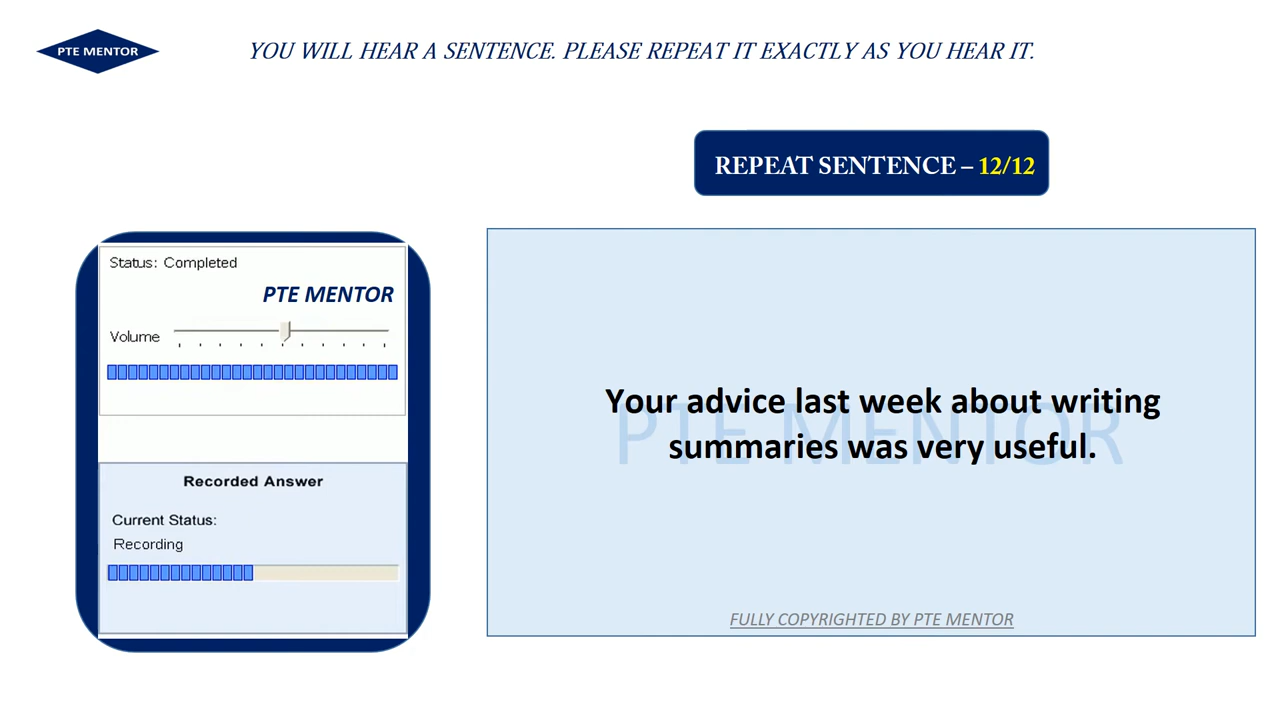 PTE MENTOR
YOU WILL HEAR A SENTENCE. PLEASE REPEAT IT EXACTLY AS YOU HEAR IT.
REPEAT SENTENCE – 12/12
Status: Completed
PTE MENTOR
Volume
Recorded Answer
Current Status:
Recording
PTE MENTOR
Your advice last week about writing
summaries was very useful.
FULLY COPYRIGHTED BY PTE MENTOR